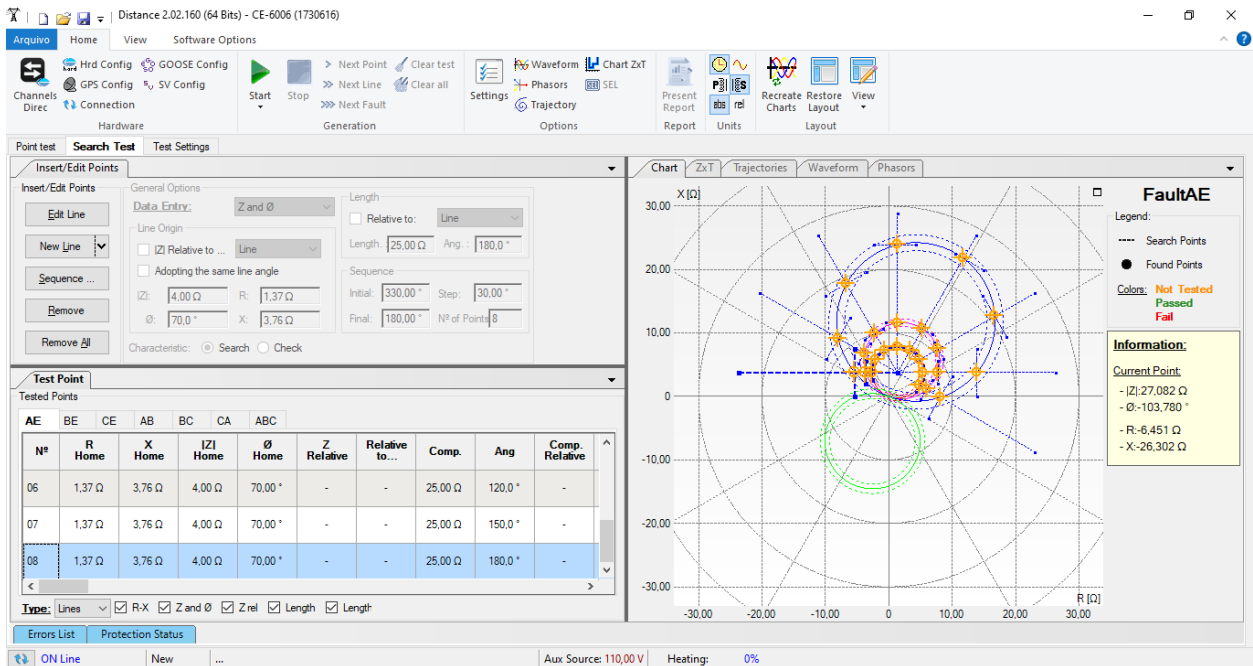 Distance 2.02.160 (64 Bits) - CE-6006 (1730616)
Arquivo Home View Software Options
Hrd Config GOOSE Config
GPS Config SV Config
Connection
Channels Direc
Hardware
Start Stop
Next Point Clear test
Next Line Clear all
Next Fault
Generation
Settings
Waveform Chart ZxT
Phasors SEL
Trajectory
Options
Present Report
Report
abs rel
Units
Recreate Charts Restore Layout View
Layout
Point test Search Test Test Settings
Insert/Edit Points
Insert/Edit Points
Edit Line
New Line
Sequence ...
Remove
Remove All
General Options
Data Entry: Z and Ø
Line Origin
|Z| Relative to ... Line
Adopting the same line angle
|Z|: 4,00 Ω R: 1,37 Ω
Ø: 70,0 ° X: 3,76 Ω
Characteristic: Search Check
Length
Relative to: Line
Length.: 25,00 Ω Ang. : 180,0 °
Sequence
Initial: 330,00 ° Step: 30,00 °
Final: 180,00 ° Nº of Points 8
Test Point
Tested Points
AE BE CE AB BC CA ABC
Nº R Home X Home |Z| Home Ø Home Z Relative Relative to... Comp. Ang Comp. Relative
06 1,37 Ω 3,76 Ω 4,00 Ω 70,00 ° - - 25,00 Ω 120,0 ° -
07 1,37 Ω 3,76 Ω 4,00 Ω 70,00 ° - - 25,00 Ω 150,0 ° -
08 1,37 Ω 3,76 Ω 4,00 Ω 70,00 ° - - 25,00 Ω 180,0 ° -
Type: Lines R-X Z and Ø Z rel Length Length
Chart ZxT Trajectories Waveform Phasors
X [Ω]
30,00
20,00
10,00
0
-10,00
-20,00
-30,00
R [Ω]
-30,00 -20,00 -10,00 0 10,00 20,00 30,00
FaultAE
Legend:
Search Points
Found Points
Colors: Not Tested
Passed
Fail
Information:
Current Point:
- |Z|:27,082 Ω
- Ø:-103,780 °
- R:-6,451 Ω
- X:-26,302 Ω
Errors List Protection Status
ON Line New ... Aux Source: 110,00 V Heating: 0%